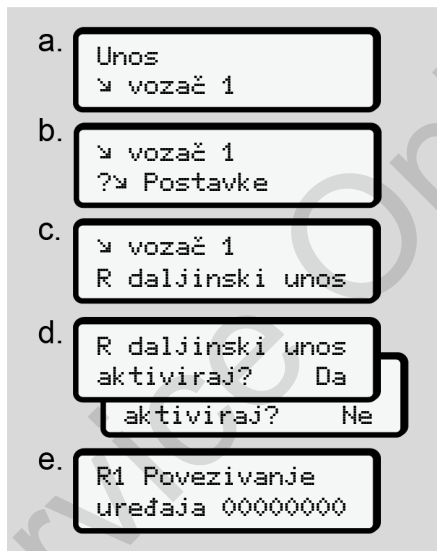 a.
Unos
↘ vozač 1
b.
↘ vozač 1
?↘ Postavke
c.
↘ vozač 1
R daljinski unos
d.
R daljinski unos
aktiviraj? Da
aktiviraj? Ne
e.
R1 Povezivanje
uređaja 00000000